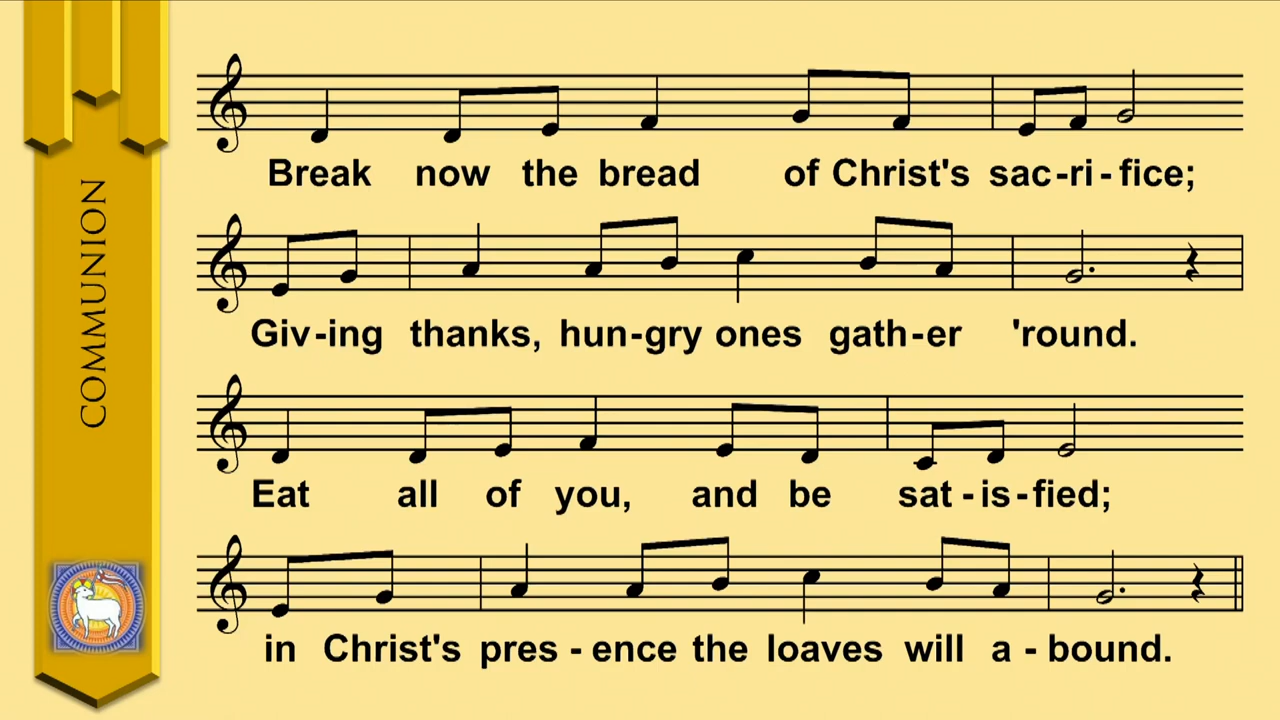 COMMUNION
Break now the bread of Christ's sac-ri-fice;
Giv-ing thanks, hun-gry ones gath-er 'round.
Eat all of you, and be sat-is-fied;
in Christ's pres-ence the loaves will a-bound.